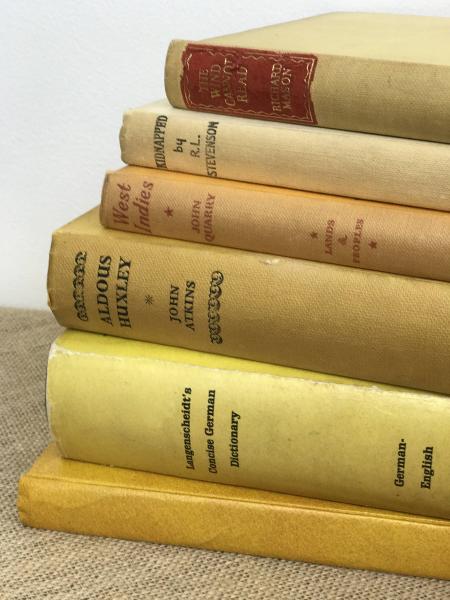 THE
WIND
CANNOT
READ
RICHARD
MASON
KIDNAPPED
by
R.L.
STEVENSON
West
Indies
JOHN
QUARRY
LANDS
&
PEOPLES
ALDOUS
HUXLEY
JOHN
ATKINS
Langenscheidt's
Concise German
Dictionary
German-
English